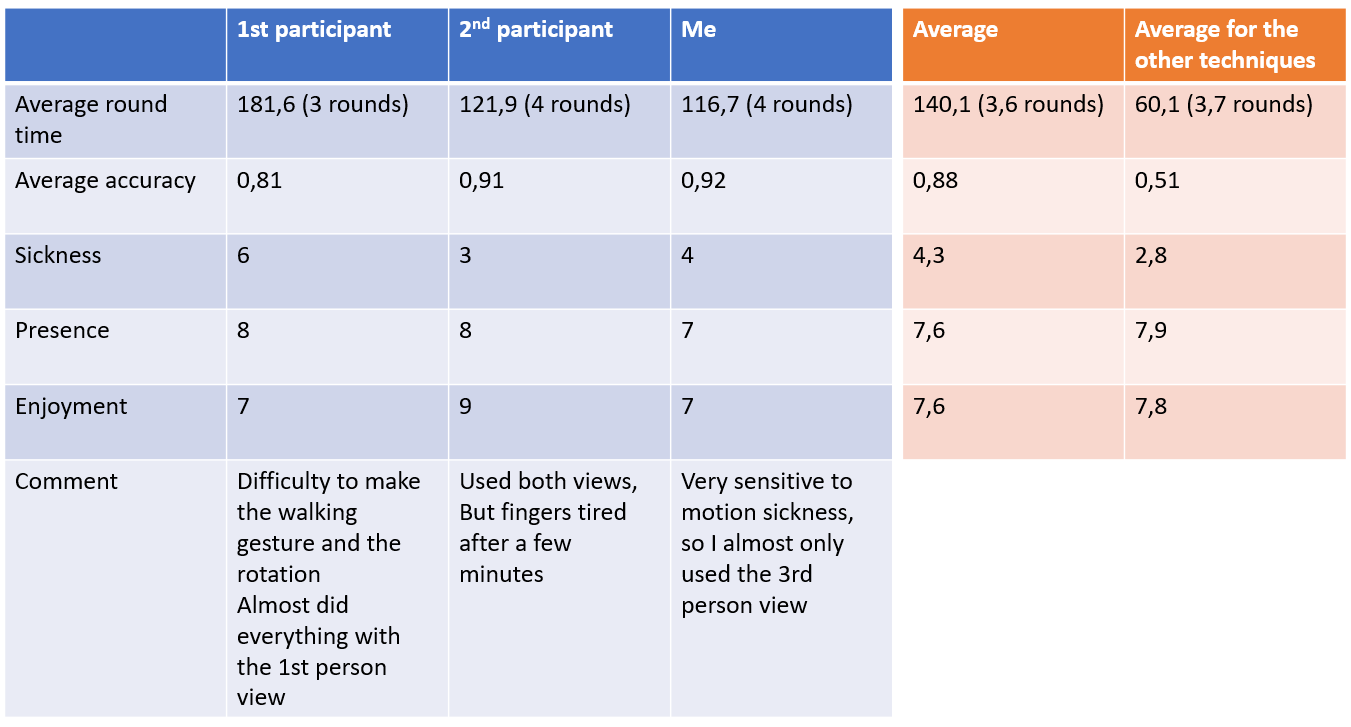 1st participant
2nd participant
Me
Average
Average for the
other techniques
Average round
time
181,6 (3 rounds)
121,9 (4 rounds)
116,7 (4 rounds)
140,1 (3,6 rounds)
60,1 (3,7 rounds)
Average accuracy
0,81
0,91
0,92
0,88
0,51
Sickness
6
3
4
4,3
2,8
Presence
8
8
7
7,6
7,9
Enjoyment
7
9
7
7,6
7,8
Comment
Difficulty to make
the walking
gesture and the
rotation
Almost did
everything with
the 1st person
view
Used both views,
But fingers tired
after a few
minutes
Very sensitive to
motion sickness,
so I almost only
used the 3rd
person view